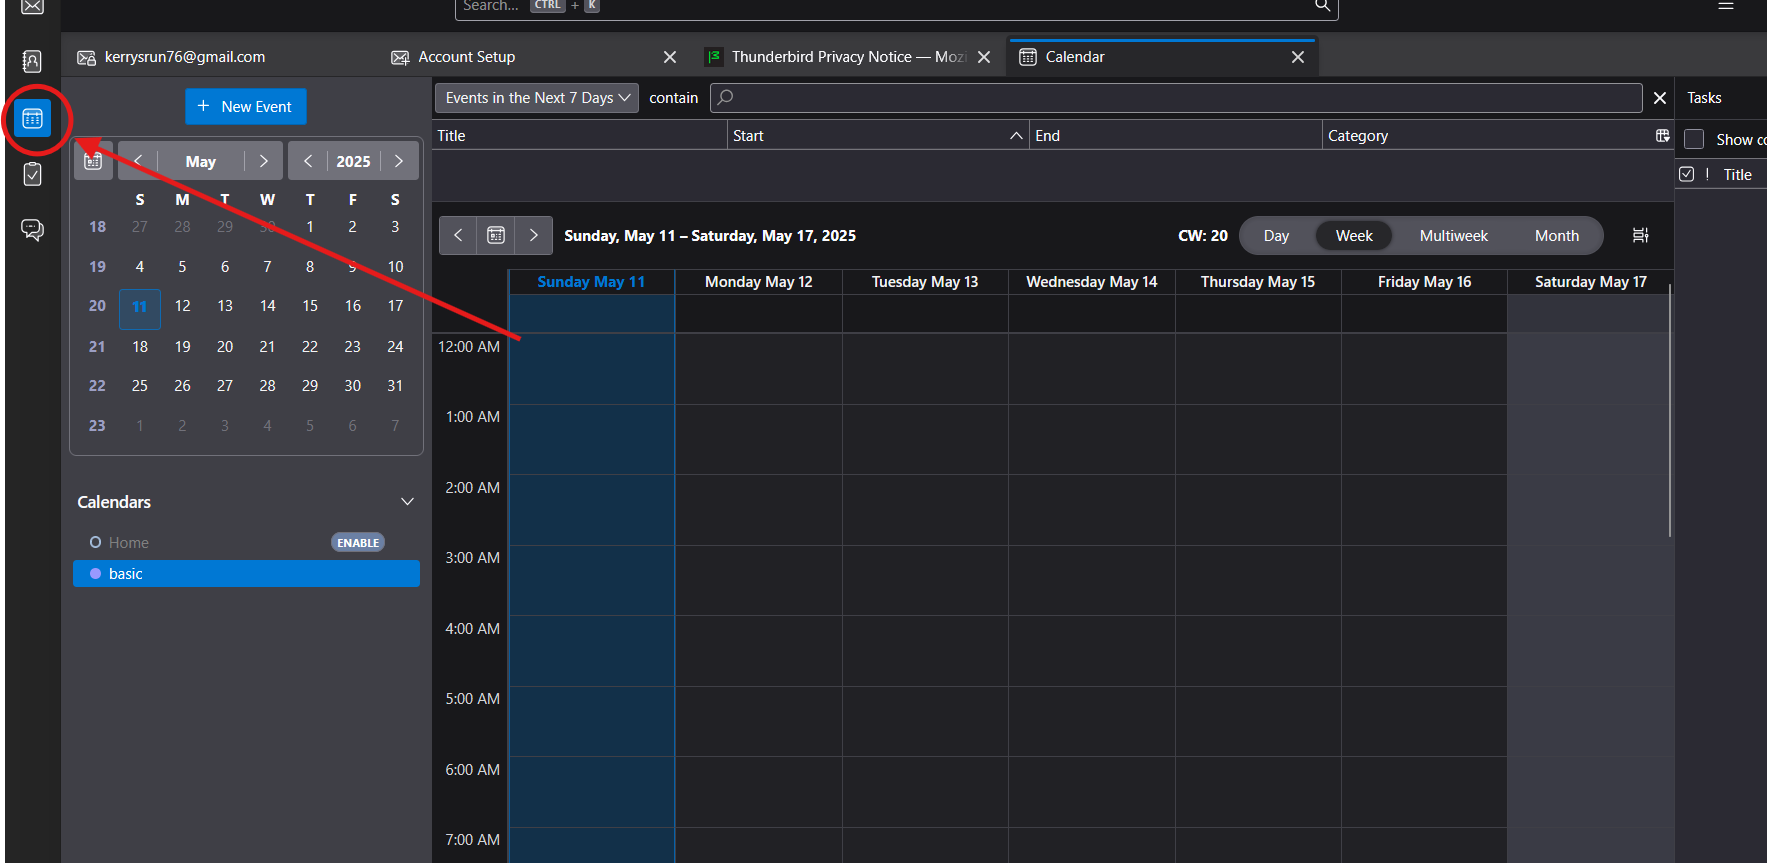 Search... CTRL + K
kerrysrun76@gmail.com
Account Setup
Thunderbird Privacy Notice — Mozi
Calendar
+ New Event
Events in the Next 7 Days
contain
Tasks
Title Start End Category
Show co
! Title
May 2025
S M T W T F S
18 27 28 29 30 1 2 3
19 4 5 6 7 8 9 10
20 11 12 13 14 15 16 17
21 18 19 20 21 22 23 24
22 25 26 27 28 29 30 31
23 1 2 3 4 5 6 7
Calendars
Home ENABLE
basic
Sunday, May 11 – Saturday, May 17, 2025
CW: 20
Day Week Multiweek Month
Sunday May 11 Monday May 12 Tuesday May 13 Wednesday May 14 Thursday May 15 Friday May 16 Saturday May 17
12:00 AM
1:00 AM
2:00 AM
3:00 AM
4:00 AM
5:00 AM
6:00 AM
7:00 AM